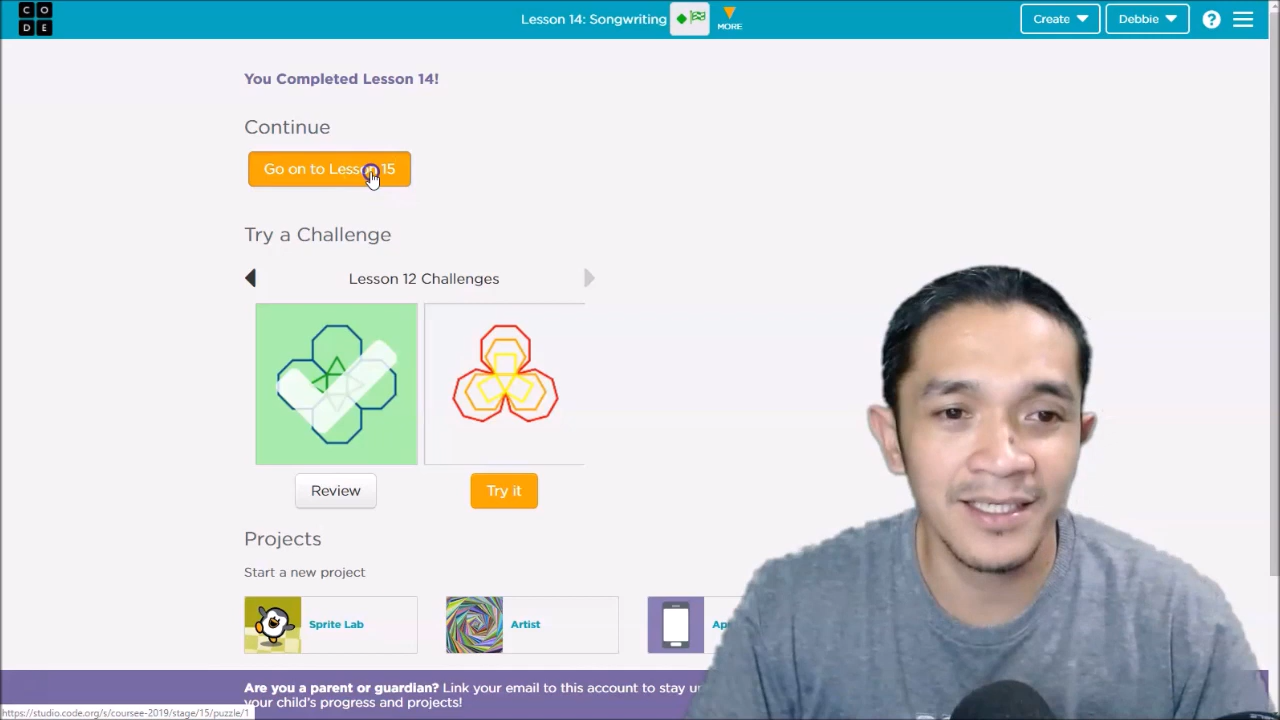 C O
D E
Lesson 14: Songwriting
MORE
Create
Debbie
?
You Completed Lesson 14!
Continue
Go on to Lesson 15
Try a Challenge
Lesson 12 Challenges
Review
Try it
Projects
Start a new project
Sprite Lab
Artist
Are you a parent or guardian? Link your email to this account to stay
your child's progress and projects!
https://studio.code.org/s/coursee-2019/stage/15/puzzle/1